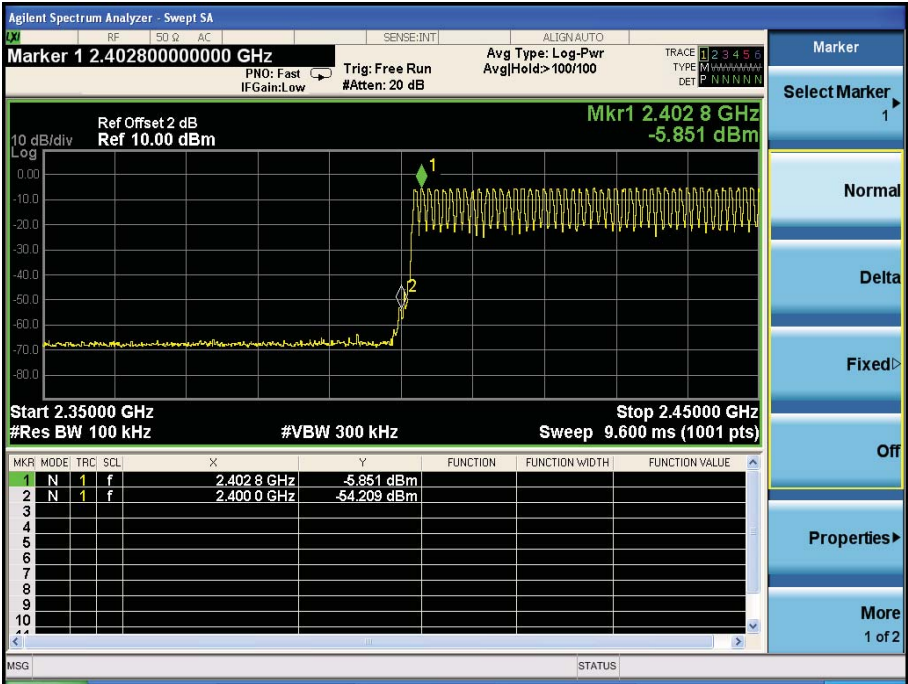 Agilent Spectrum Analyzer - Swept SA
LXI RF 50 Ω AC SENSE:INT ALIGN AUTO
Marker 1 2.402800000000 GHz
PNO: Fast
IFGain:Low
Trig: Free Run
#Atten: 20 dB
Avg Type: Log-Pwr
Avg|Hold:>100/100
TRACE 1 2 3 4 5 6
TYPE M WWWWW
DET P N N N N N
Ref Offset 2 dB
10 dB/div Ref 10.00 dBm
Log
Mkr1 2.402 8 GHz
-5.851 dBm
0.00
-10.0
-20.0
-30.0
-40.0
-50.0
-60.0
-70.0
-80.0
1
2
Start 2.35000 GHz
Stop 2.45000 GHz
#Res BW 100 kHz
#VBW 300 kHz
Sweep 9.600 ms (1001 pts)
MKR MODE TRC SCL X Y FUNCTION FUNCTION WIDTH FUNCTION VALUE
1 N 1 f 2.402 8 GHz -5.851 dBm
2 N 1 f 2.400 0 GHz -54.209 dBm
3
4
5
6
7
8
9
10
11
MSG
STATUS
Marker
Select Marker
1
Normal
Delta
Fixed
Off
Properties
More
1 of 2